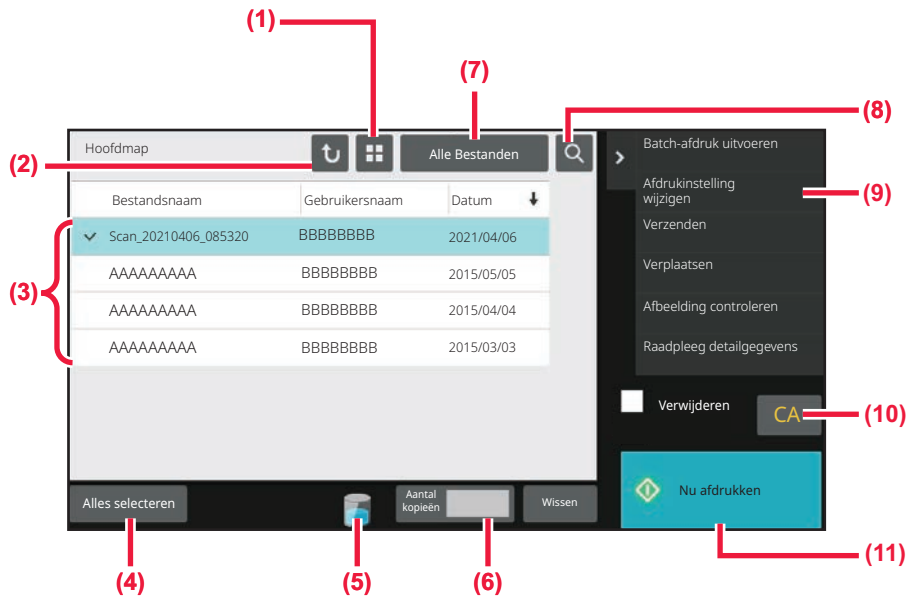 (1)
(7)
(8)
(2)
Hoofdmap
Alle Bestanden
Batch-afdruk uitvoeren
Afdrukinstelling
wijzigen
(9)
Bestandsnaam Gebruikersnaam Datum
Verzenden
Scan_20210406_085320 BBBBBBBB 2021/04/06
(3)
AAAAAAAAA BBBBBBBB 2015/05/05
Verplaatsen
AAAAAAAAA BBBBBBBB 2015/04/04
Afbeelding controleren
AAAAAAAAA BBBBBBBB 2015/03/03
Raadpleeg detailgegevens
Verwijderen
CA
(10)
Alles selecteren
Aantal
kopieën
Wissen
Nu afdrukken
(11)
(4)
(5)
(6)